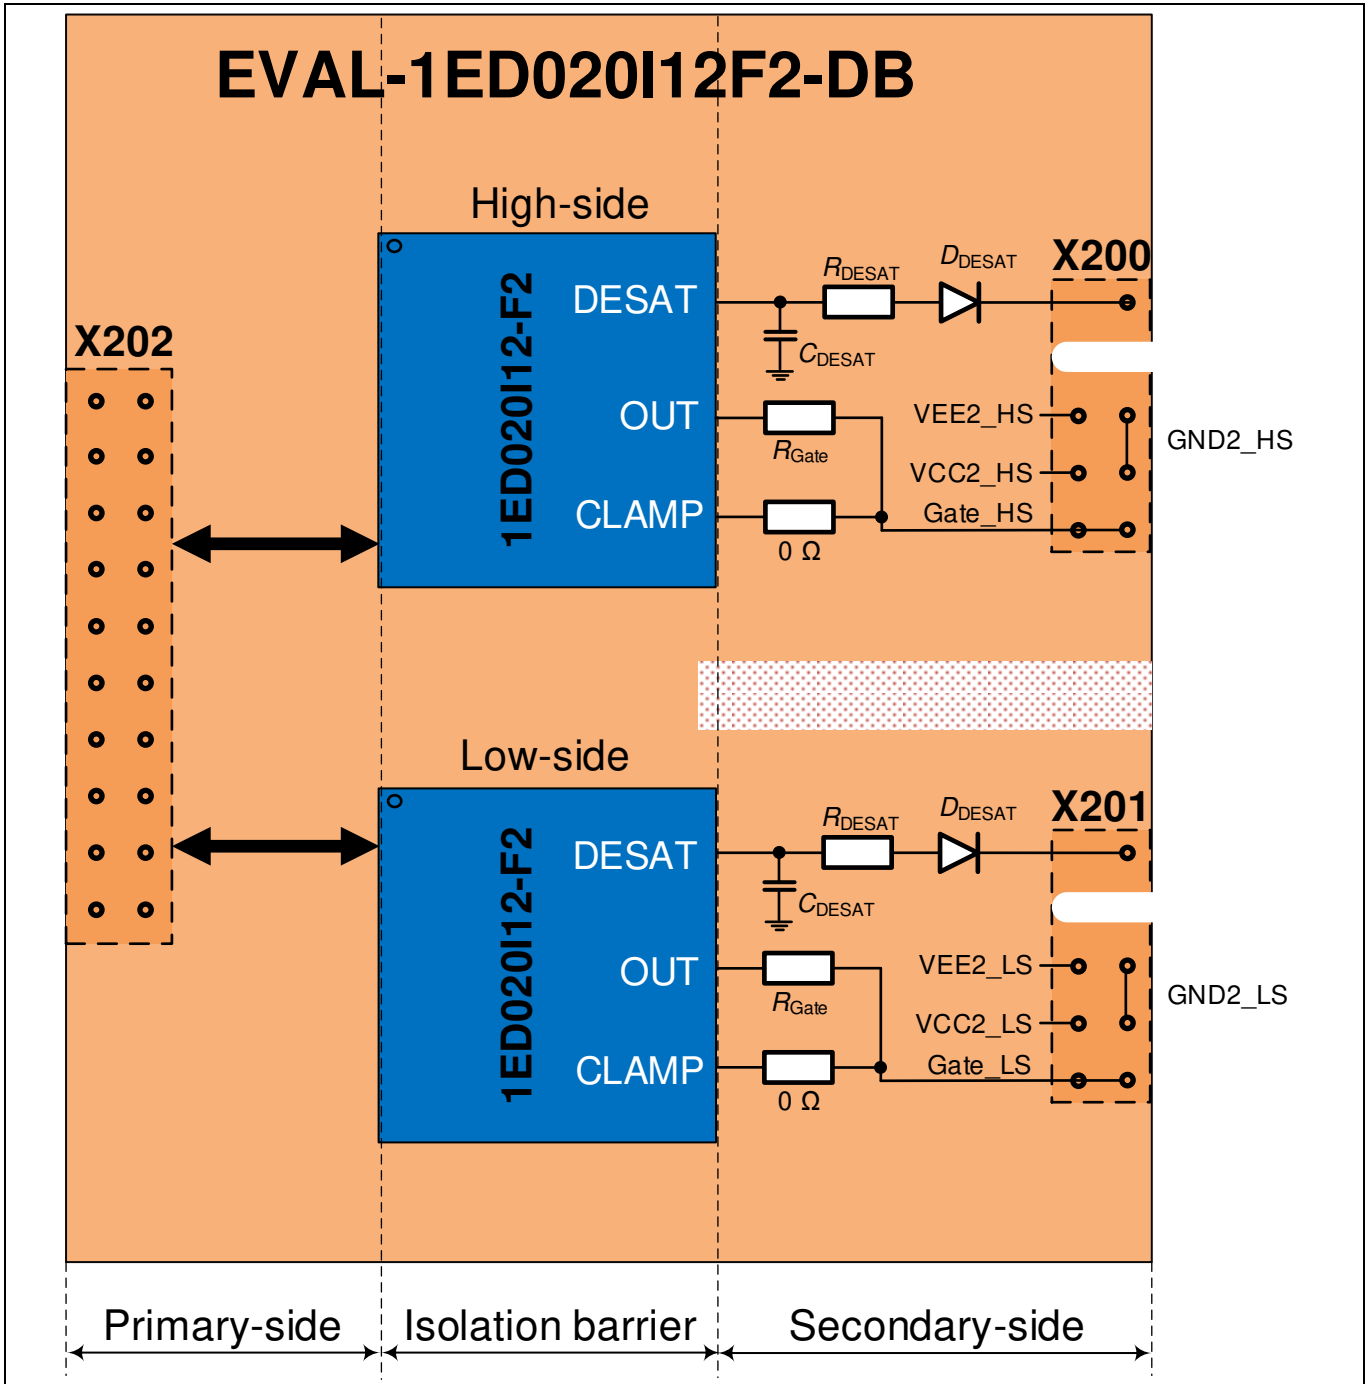 EVAL-1ED020I12F2-DB
High-side
1ED020I12-F2
DESAT
OUT
CLAMP
RDESAT
DDESAT
CDESAT
RGate
0 Ω
X200
VEE2_HS
VCC2_HS
Gate_HS
GND2_HS
X202
Low-side
1ED020I12-F2
DESAT
OUT
CLAMP
RDESAT
DDESAT
CDESAT
RGate
0 Ω
X201
VEE2_LS
VCC2_LS
Gate_LS
GND2_LS
Primary-side
Isolation barrier
Secondary-side